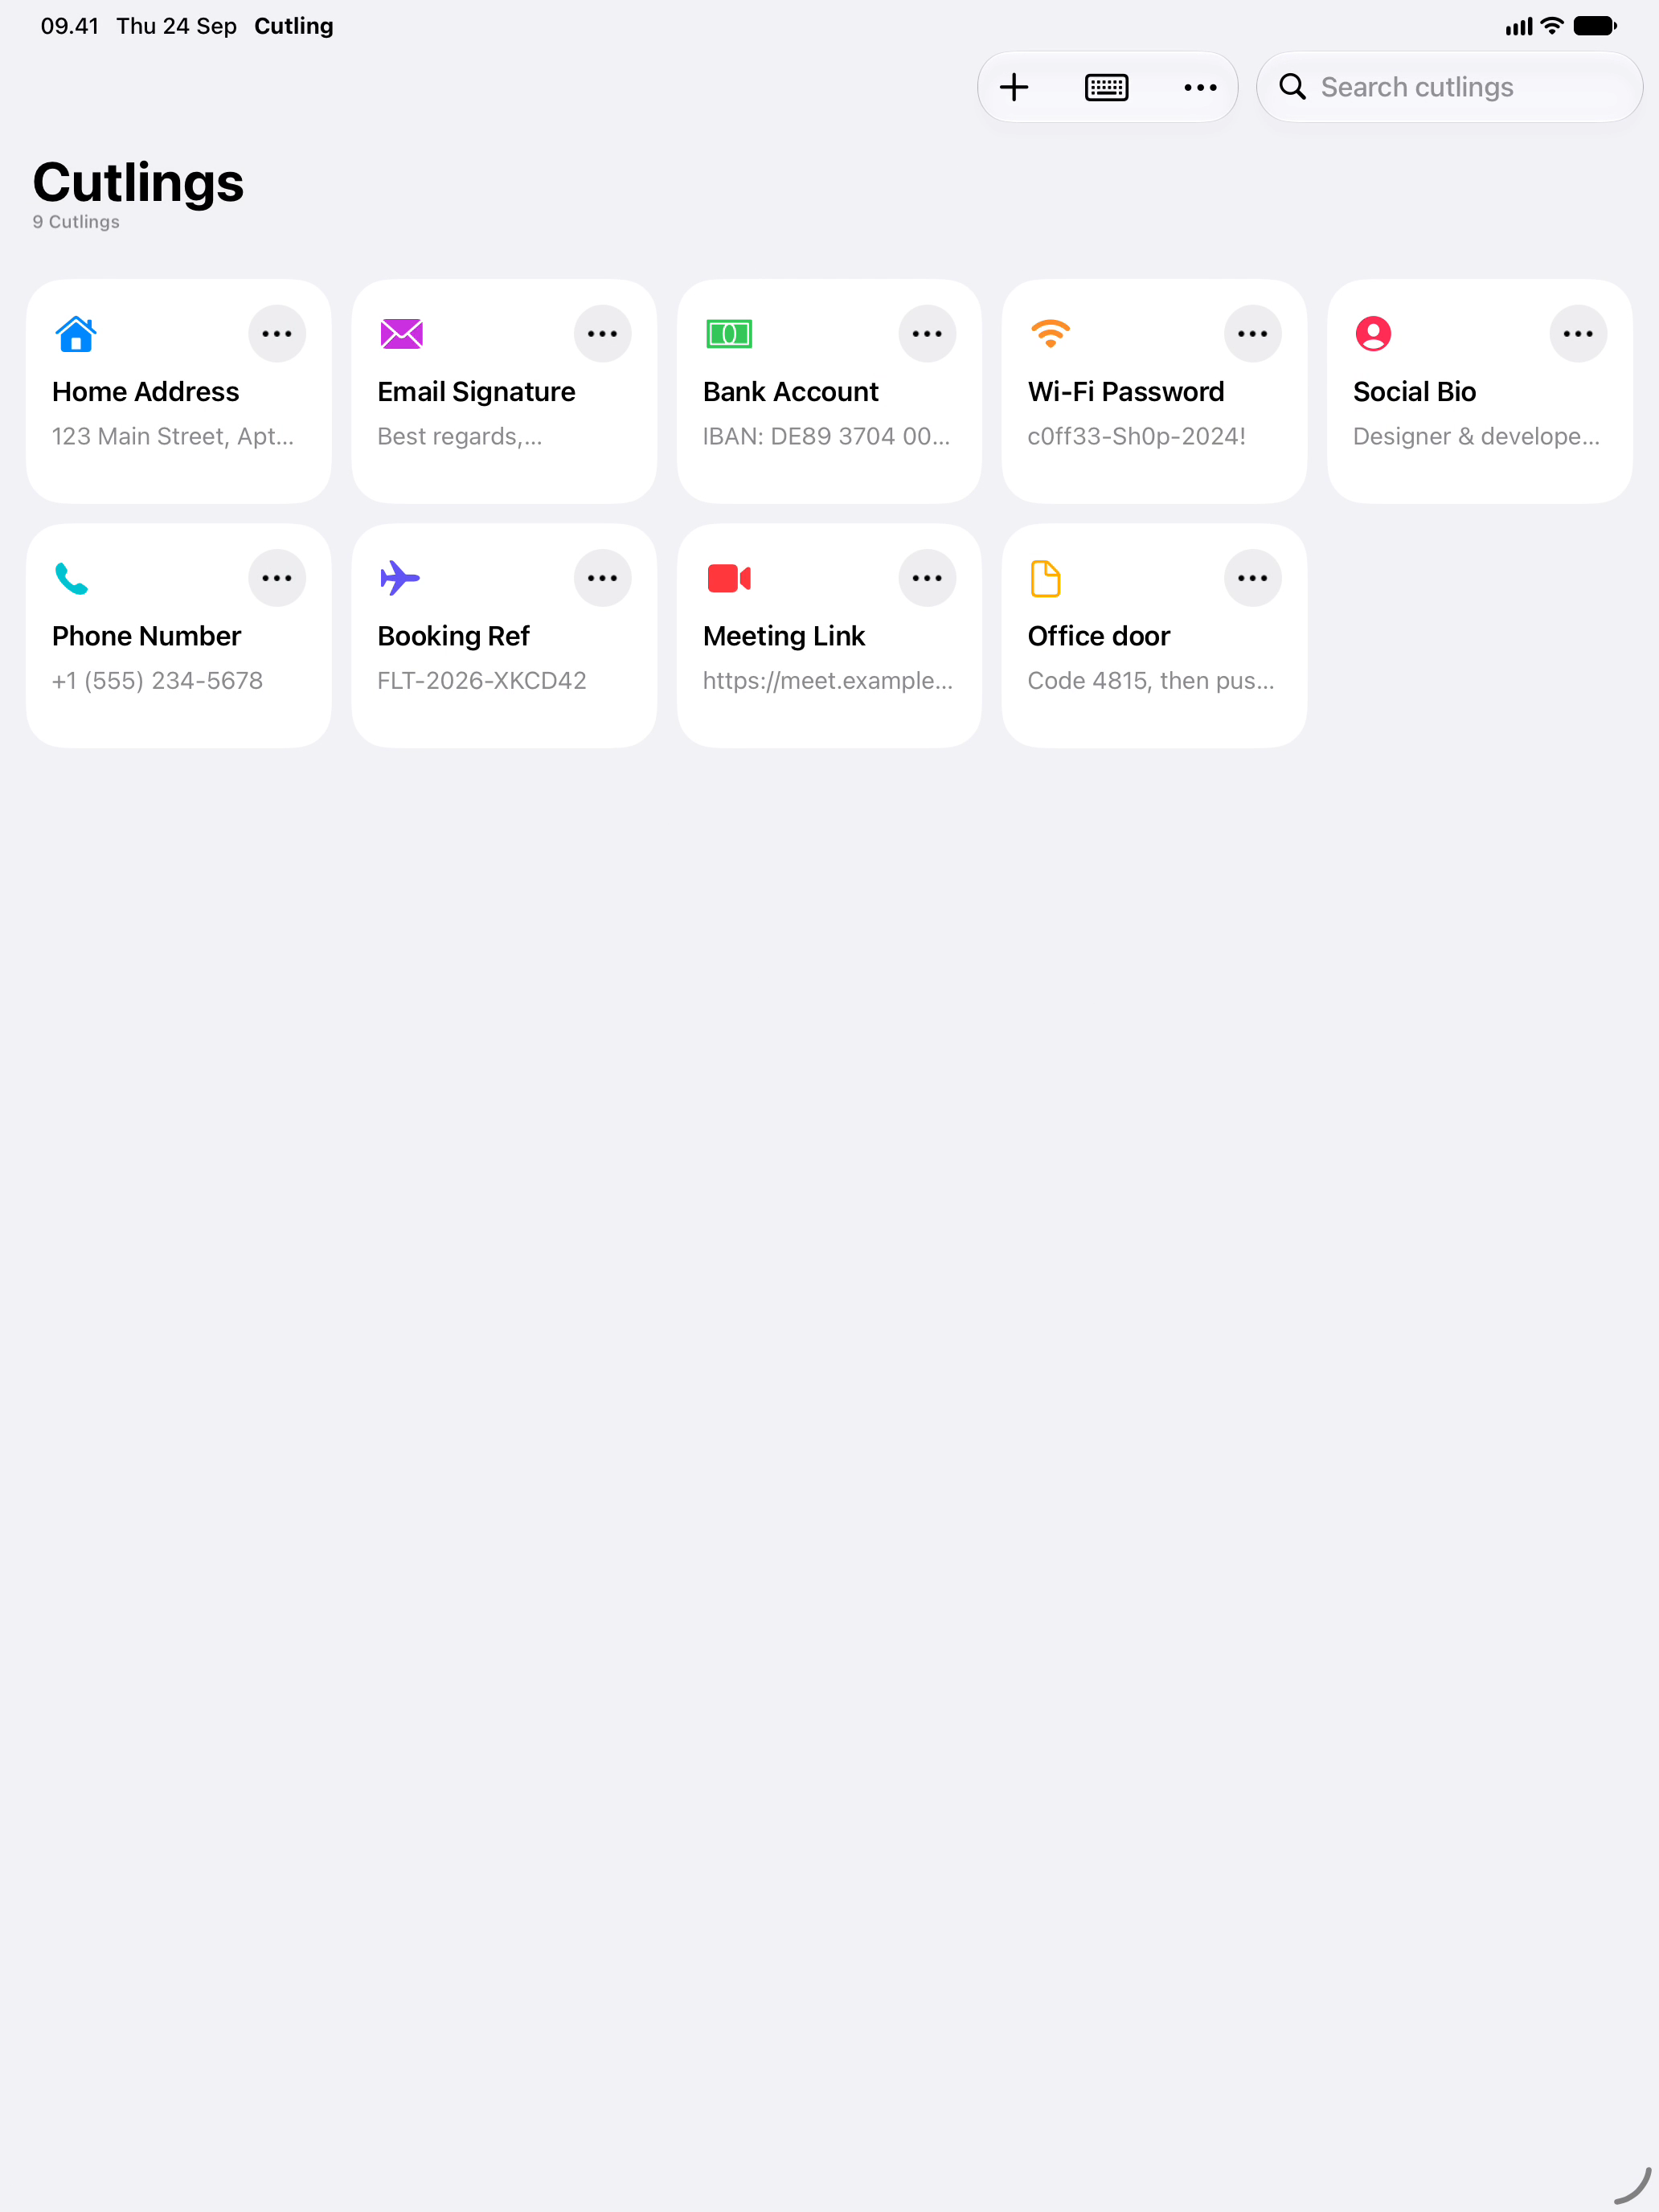 09.41 Thu 24 Sep Cutling
Search cutlings
Cutlings
9 Cutlings
Home Address
123 Main Street, Apt...
Email Signature
Best regards,...
Bank Account
IBAN: DE89 3704 00...
Wi-Fi Password
c0ff33-Sh0p-2024!
Social Bio
Designer & develope...
Phone Number
+1 (555) 234-5678
Booking Ref
FLT-2026-XKCD42
Meeting Link
https://meet.example...
Office door
Code 4815, then pus...